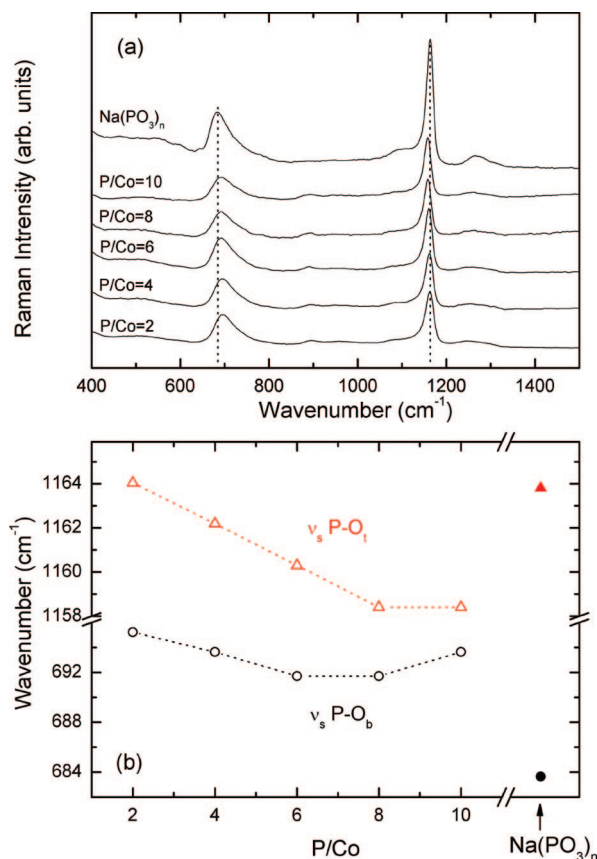 (a)
Raman Intrensity (arb. units)
Na(PO₃)ₙ
P/Co=10
P/Co=8
P/Co=6
P/Co=4
P/Co=2
400 600 800 1000 1200 1400
Wavenumber (cm⁻¹)
Wavenumber (cm⁻¹)
1164
1162
1160
1158
692
688
684
νₛ P-Oₜ
νₛ P-O_b
(b)
2 4 6 8 10
P/Co
Na(PO₃)ₙ